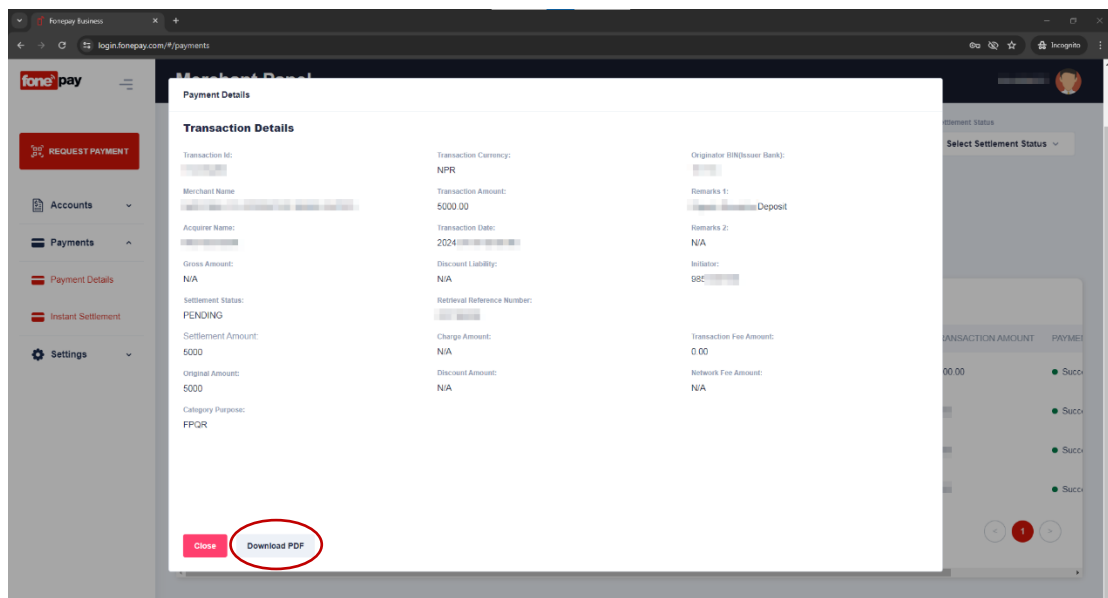 Fonepay Business
login.fonepay.com/#/payments
Incognito
fonepay
Merchant Panel
REQUEST PAYMENT
Accounts
Payments
Payment Details
Instant Settlement
Settings
Payment Details
Transaction Details
Transaction Id:
Transaction Currency:
NPR
Originator BIN(Issuer Bank):
Merchant Name
Transaction Amount:
5000.00
Remarks 1:
Deposit
Acquirer Name:
Transaction Date:
2024
Remarks 2:
N/A
Gross Amount:
N/A
Discount Liability:
N/A
Initiator:
985
Settlement Status:
PENDING
Retrieval Reference Number:
Settlement Amount:
5000
Charge Amount:
N/A
Transaction Fee Amount:
0.00
Original Amount:
5000
Discount Amount:
N/A
Network Fee Amount:
N/A
Category Purpose:
FPQR
Close
Download PDF
ttlement Status
Select Settlement Status
RANSACTION AMOUNT
PAYME
00.00
Succ
Succ
Succ
Succ
<
1
>